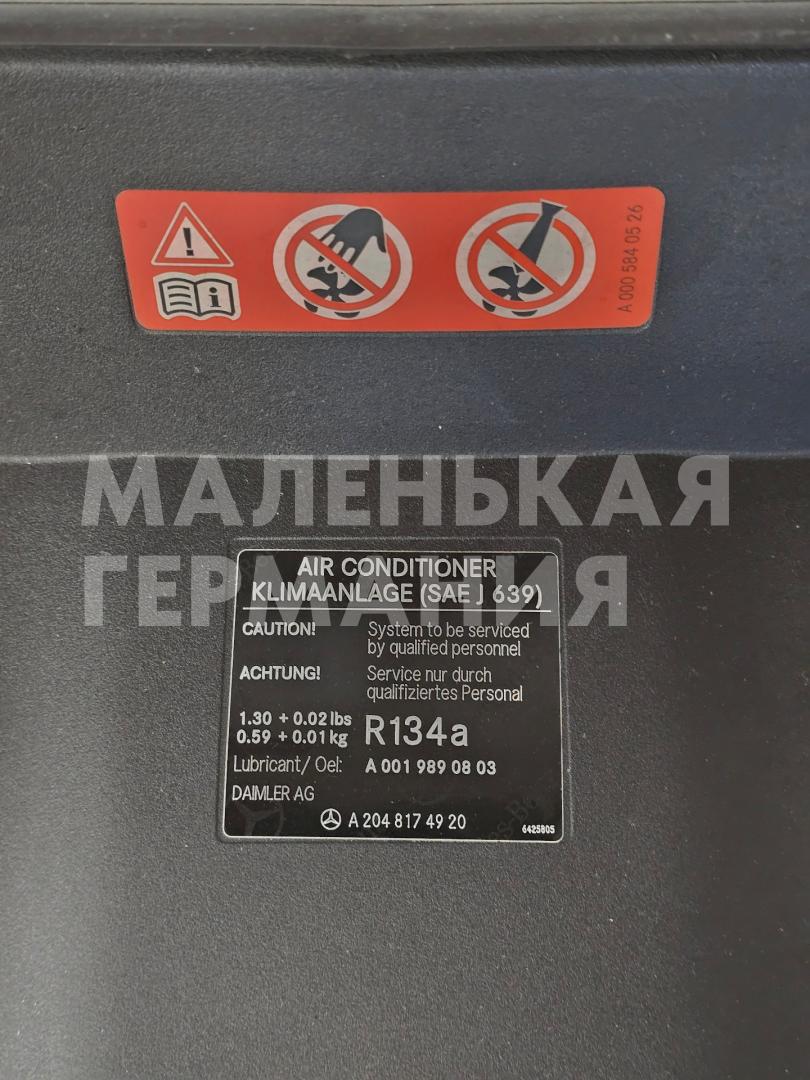 A 000 584 05 26
МАЛЕНЬКАЯ
ГЕРМАНИЯ
AIR CONDITIONER
KLIMAANLAGE (SAE J 639)
CAUTION! System to be serviced
by qualified personnel
ACHTUNG! Service nur durch
qualifiziertes Personal
1.30 + 0.02 lbs
0.59 + 0.01 kg R134a
Lubricant/ Oel: A 001 989 08 03
DAIMLER AG
A 204 817 49 20
6425805